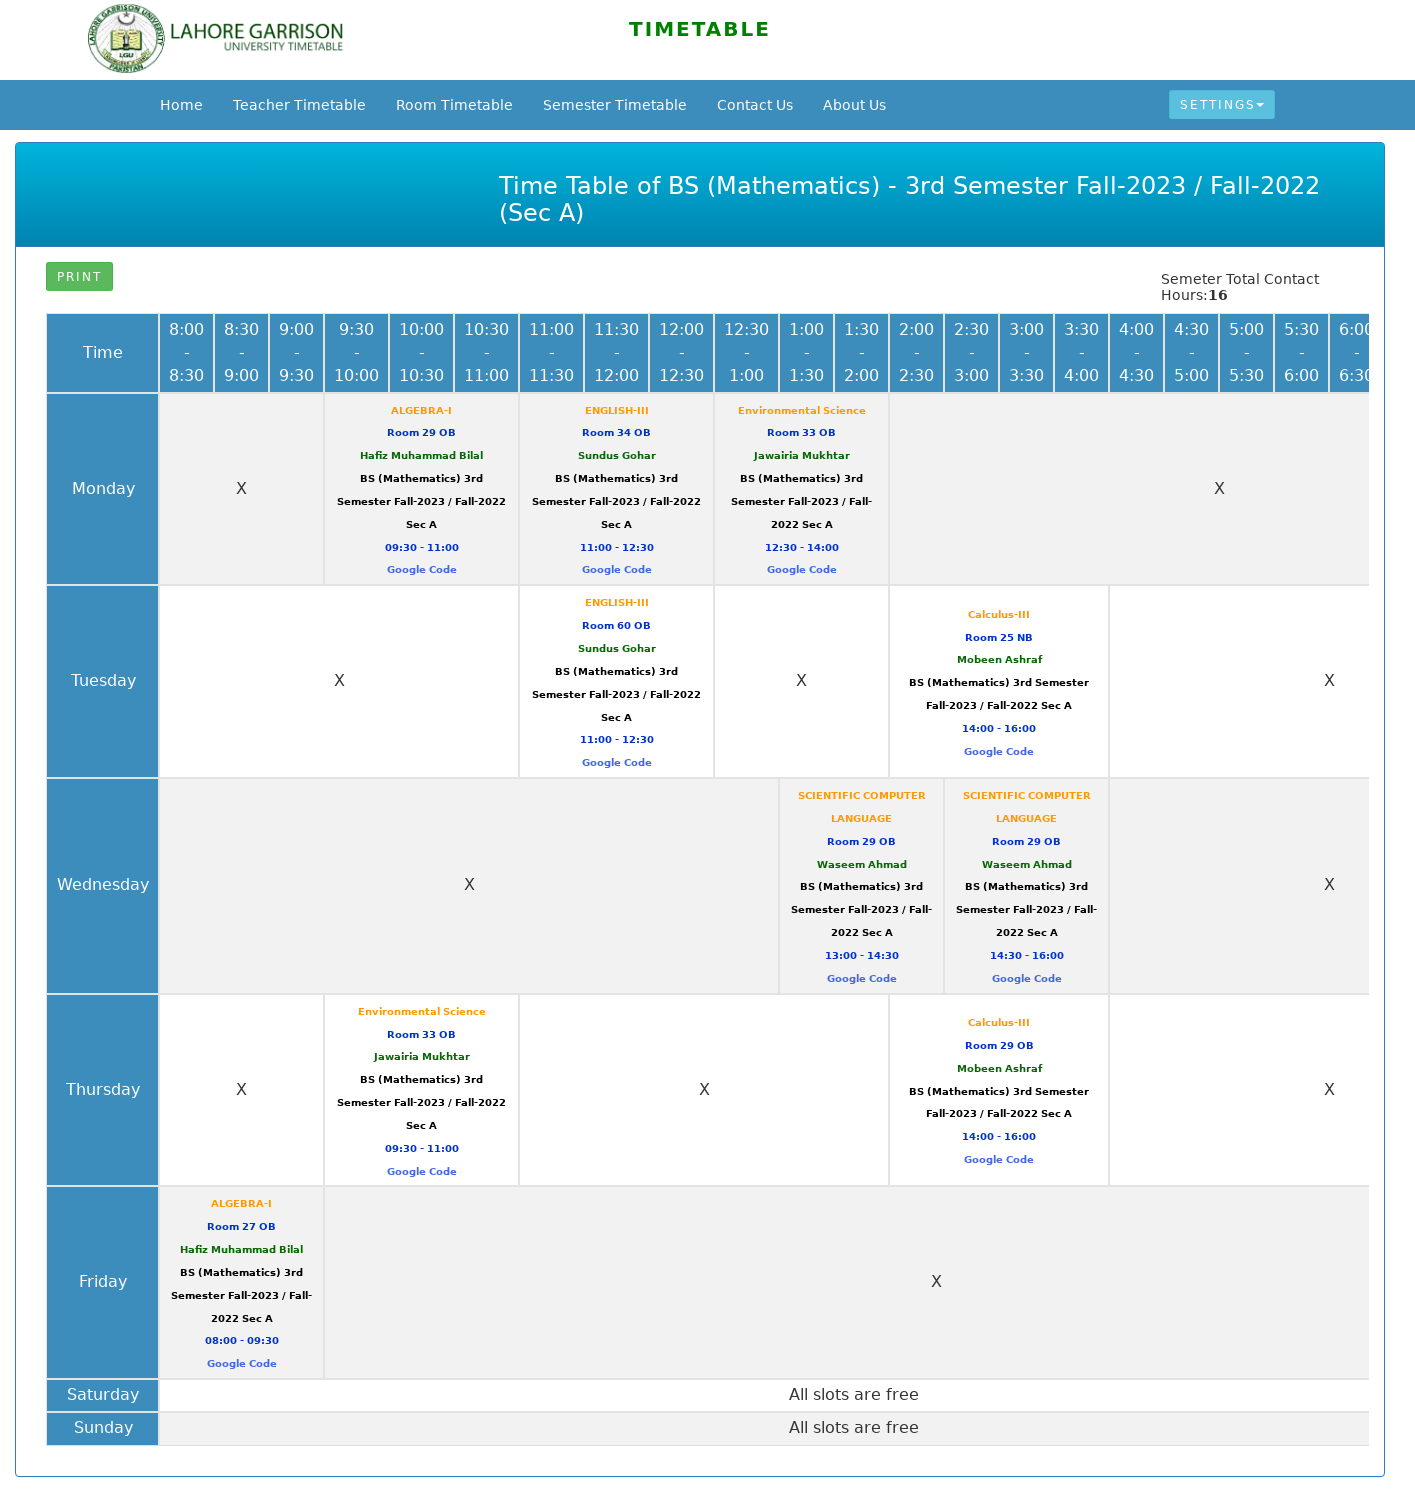 LAHORE GARRISON
UNIVERSITY TIMETABLE
TIMETABLE
Home Teacher Timetable Room Timetable Semester Timetable Contact Us About Us SETTINGS
Time Table of BS (Mathematics) - 3rd Semester Fall-2023 / Fall-2022
(Sec A)
PRINT
Semeter Total Contact
Hours:16
Time
8:00 - 8:30
8:30 - 9:00
9:00 - 9:30
9:30 - 10:00
10:00 - 10:30
10:30 - 11:00
11:00 - 11:30
11:30 - 12:00
12:00 - 12:30
12:30 - 1:00
1:00 - 1:30
1:30 - 2:00
2:00 - 2:30
2:30 - 3:00
3:00 - 3:30
3:30 - 4:00
4:00 - 4:30
4:30 - 5:00
5:00 - 5:30
5:30 - 6:00
6:00 - 6:30
Monday
X
ALGEBRA-I
Room 29 OB
Hafiz Muhammad Bilal
BS (Mathematics) 3rd
Semester Fall-2023 / Fall-2022
Sec A
09:30 - 11:00
Google Code
ENGLISH-III
Room 34 OB
Sundus Gohar
BS (Mathematics) 3rd
Semester Fall-2023 / Fall-2022
Sec A
11:00 - 12:30
Google Code
Environmental Science
Room 33 OB
Jawairia Mukhtar
BS (Mathematics) 3rd
Semester Fall-2023 / Fall-
2022 Sec A
12:30 - 14:00
Google Code
X
Tuesday
X
ENGLISH-III
Room 60 OB
Sundus Gohar
BS (Mathematics) 3rd
Semester Fall-2023 / Fall-2022
Sec A
11:00 - 12:30
Google Code
X
Calculus-III
Room 25 NB
Mobeen Ashraf
BS (Mathematics) 3rd Semester
Fall-2023 / Fall-2022 Sec A
14:00 - 16:00
Google Code
X
Wednesday
X
SCIENTIFIC COMPUTER
LANGUAGE
Room 29 OB
Waseem Ahmad
BS (Mathematics) 3rd
Semester Fall-2023 / Fall-
2022 Sec A
13:00 - 14:30
Google Code
SCIENTIFIC COMPUTER
LANGUAGE
Room 29 OB
Waseem Ahmad
BS (Mathematics) 3rd
Semester Fall-2023 / Fall-
2022 Sec A
14:30 - 16:00
Google Code
X
Thursday
X
Environmental Science
Room 33 OB
Jawairia Mukhtar
BS (Mathematics) 3rd
Semester Fall-2023 / Fall-2022
Sec A
09:30 - 11:00
Google Code
X
Calculus-III
Room 29 OB
Mobeen Ashraf
BS (Mathematics) 3rd Semester
Fall-2023 / Fall-2022 Sec A
14:00 - 16:00
Google Code
X
Friday
ALGEBRA-I
Room 27 OB
Hafiz Muhammad Bilal
BS (Mathematics) 3rd
Semester Fall-2023 / Fall-
2022 Sec A
08:00 - 09:30
Google Code
X
Saturday
All slots are free
Sunday
All slots are free